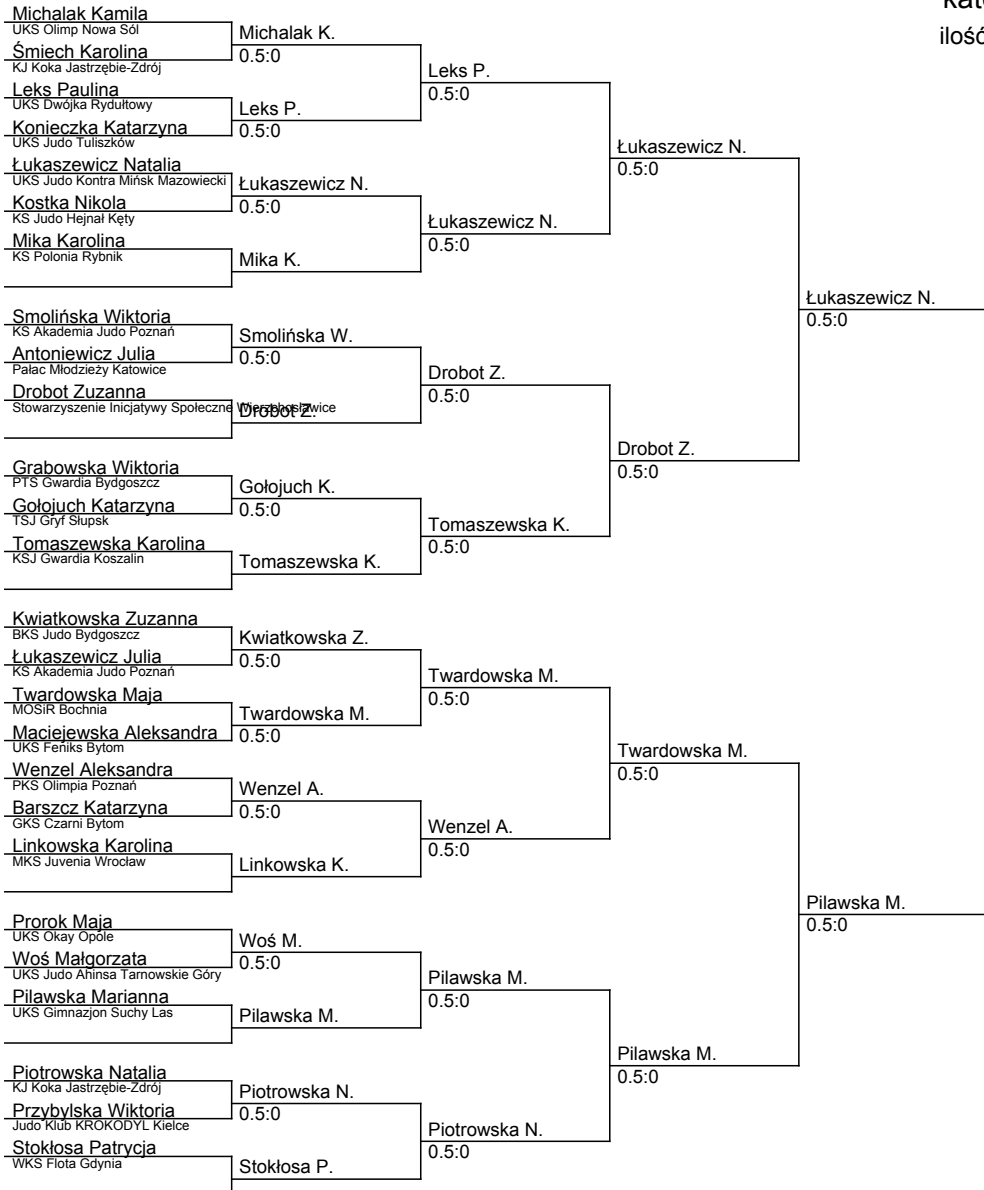 kat
ilość
Michalak Kamila
UKS Olimp Nowa Sól
Śmiech Karolina
KJ Koka Jastrzębie-Zdrój
Leks Paulina
UKS Dwójka Rydułtowy
Konieczka Katarzyna
UKS Judo Tuliszków
Łukaszewicz Natalia
UKS Judo Kontra Mińsk Mazowiecki
Kostka Nikola
KS Judo Hejnał Kęty
Mika Karolina
KS Polonia Rybnik
Smolińska Wiktoria
KS Akademia Judo Poznań
Antoniewicz Julia
Pałac Młodzieży Katowice
Drobot Zuzanna
Stowarzyszenie Inicjatywy Społeczne Wierzchosławice
Grabowska Wiktoria
PTS Gwardia Bydgoszcz
Gołojuch Katarzyna
TSJ Gryf Słupsk
Tomaszewska Karolina
KSJ Gwardia Koszalin
Kwiatkowska Zuzanna
BKS Judo Bydgoszcz
Łukaszewicz Julia
KS Akademia Judo Poznań
Twardowska Maja
MOSiR Bochnia
Maciejewska Aleksandra
UKS Feniks Bytom
Wenzel Aleksandra
PKS Olimpia Poznań
Barszcz Katarzyna
GKS Czarni Bytom
Linkowska Karolina
MKS Juvenia Wrocław
Prorok Maja
UKS Okay Opole
Woś Małgorzata
UKS Judo Ahinsa Tarnowskie Góry
Pilawska Marianna
UKS Gimnazjon Suchy Las
Piotrowska Natalia
KJ Koka Jastrzębie-Zdrój
Przybylska Wiktoria
Judo Klub KROKODYL Kielce
Stokłosa Patrycja
WKS Flota Gdynia
Michalak K.
0.5:0
Leks P.
0.5:0
Łukaszewicz N.
0.5:0
Mika K.
Smolińska W.
0.5:0
Drobot Z.
Gołojuch K.
0.5:0
Tomaszewska K.
Kwiatkowska Z.
0.5:0
Twardowska M.
0.5:0
Wenzel A.
0.5:0
Linkowska K.
Woś M.
0.5:0
Pilawska M.
Piotrowska N.
0.5:0
Stokłosa P.
Leks P.
0.5:0
Łukaszewicz N.
0.5:0
Drobot Z.
0.5:0
Tomaszewska K.
0.5:0
Twardowska M.
0.5:0
Wenzel A.
0.5:0
Pilawska M.
0.5:0
Piotrowska N.
0.5:0
Łukaszewicz N.
0.5:0
Drobot Z.
0.5:0
Twardowska M.
0.5:0
Pilawska M.
0.5:0
Łukaszewicz N.
0.5:0
Pilawska M.
0.5:0